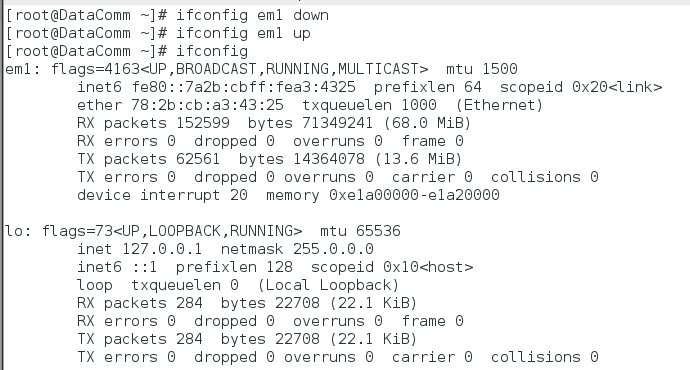 [root@DataComm ~]# ifconfig em1 down
[root@DataComm ~]# ifconfig em1 up
[root@DataComm ~]# ifconfig
em1: flags=4163<UP,BROADCAST,RUNNING,MULTICAST>  mtu 1500
        inet6 fe80::7a2b:cbff:fea3:4325  prefixlen 64  scopeid 0x20<link>
        ether 78:2b:cb:a3:43:25  txqueuelen 1000  (Ethernet)
        RX packets 152599  bytes 71349241 (68.0 MiB)
        RX errors 0  dropped 0  overruns 0  frame 0
        TX packets 62561  bytes 14364078 (13.6 MiB)
        TX errors 0  dropped 0 overruns 0  carrier 0  collisions 0
        device interrupt 20  memory 0xe1a00000-e1a20000

lo: flags=73<UP,LOOPBACK,RUNNING>  mtu 65536
        inet 127.0.0.1  netmask 255.0.0.0
        inet6 ::1  prefixlen 128  scopeid 0x10<host>
        loop  txqueuelen 0  (Local Loopback)
        RX packets 284  bytes 22708 (22.1 KiB)
        RX errors 0  dropped 0  overruns 0  frame 0
        TX packets 284  bytes 22708 (22.1 KiB)
        TX errors 0  dropped 0 overruns 0  carrier 0  collisions 0